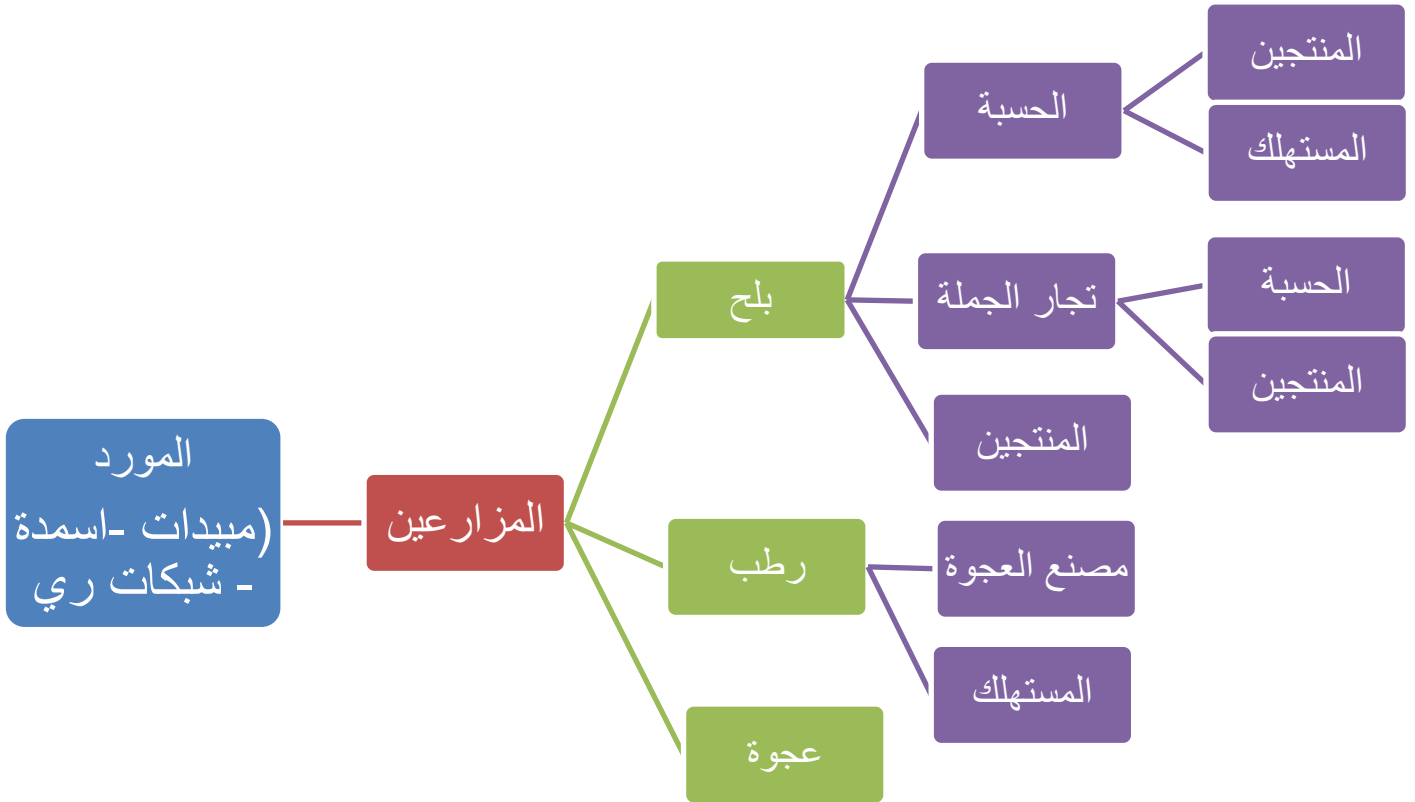 المورد
(مبيدات -اسمدة
- شبكات ري
المزارعين
بلح
الحسبة
المنتجين
المستهلك
تجار الجملة
الحسبة
المنتجين
المنتجين
رطب
مصنع العجوة
المستهلك
عجوة